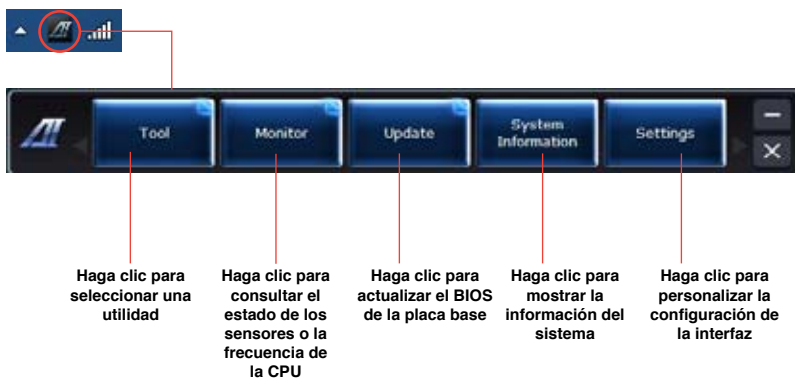 Tool
Monitor
Update
System
Information
Settings
Haga clic para
seleccionar una
utilidad
Haga clic para
consultar el
estado de los
sensores o la
frecuencia de
la CPU
Haga clic para
actualizar el BIOS
de la placa base
Haga clic para
mostrar la
información del
sistema
Haga clic para
personalizar la
configuración de
la interfaz